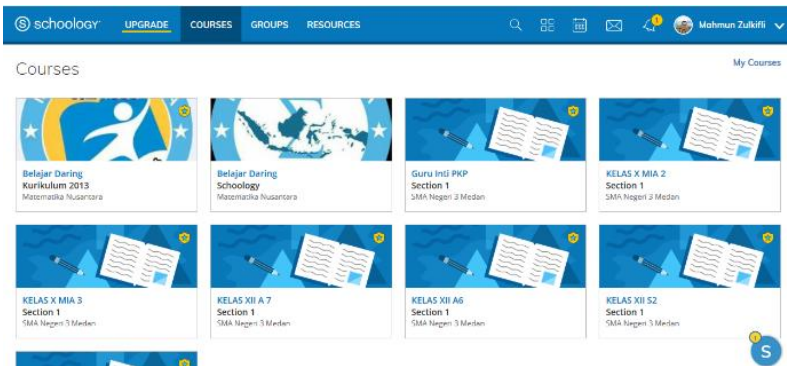 S schoology UPGRADE COURSES GROUPS RESOURCES 1 Mahmun Zulkifli
Courses
My Courses
Belajar Daring
Kurikulum 2013
Matematika Nusantara
Belajar Daring
Schoology
Matematika Nusantara
Guru Inti PKP
Section 1
SMA Negeri 3 Medan
KELAS X MIA 2
Section 1
SMA Negeri 3 Medan
KELAS X MIA 3
Section 1
SMA Negeri 3 Medan
KELAS XII A 7
Section 1
SMA Negeri 3 Medan
KELAS XII A6
Section 1
SMA Negeri 3 Medan
KELAS XII S2
Section 1
SMA Negeri 3 Medan
1
S